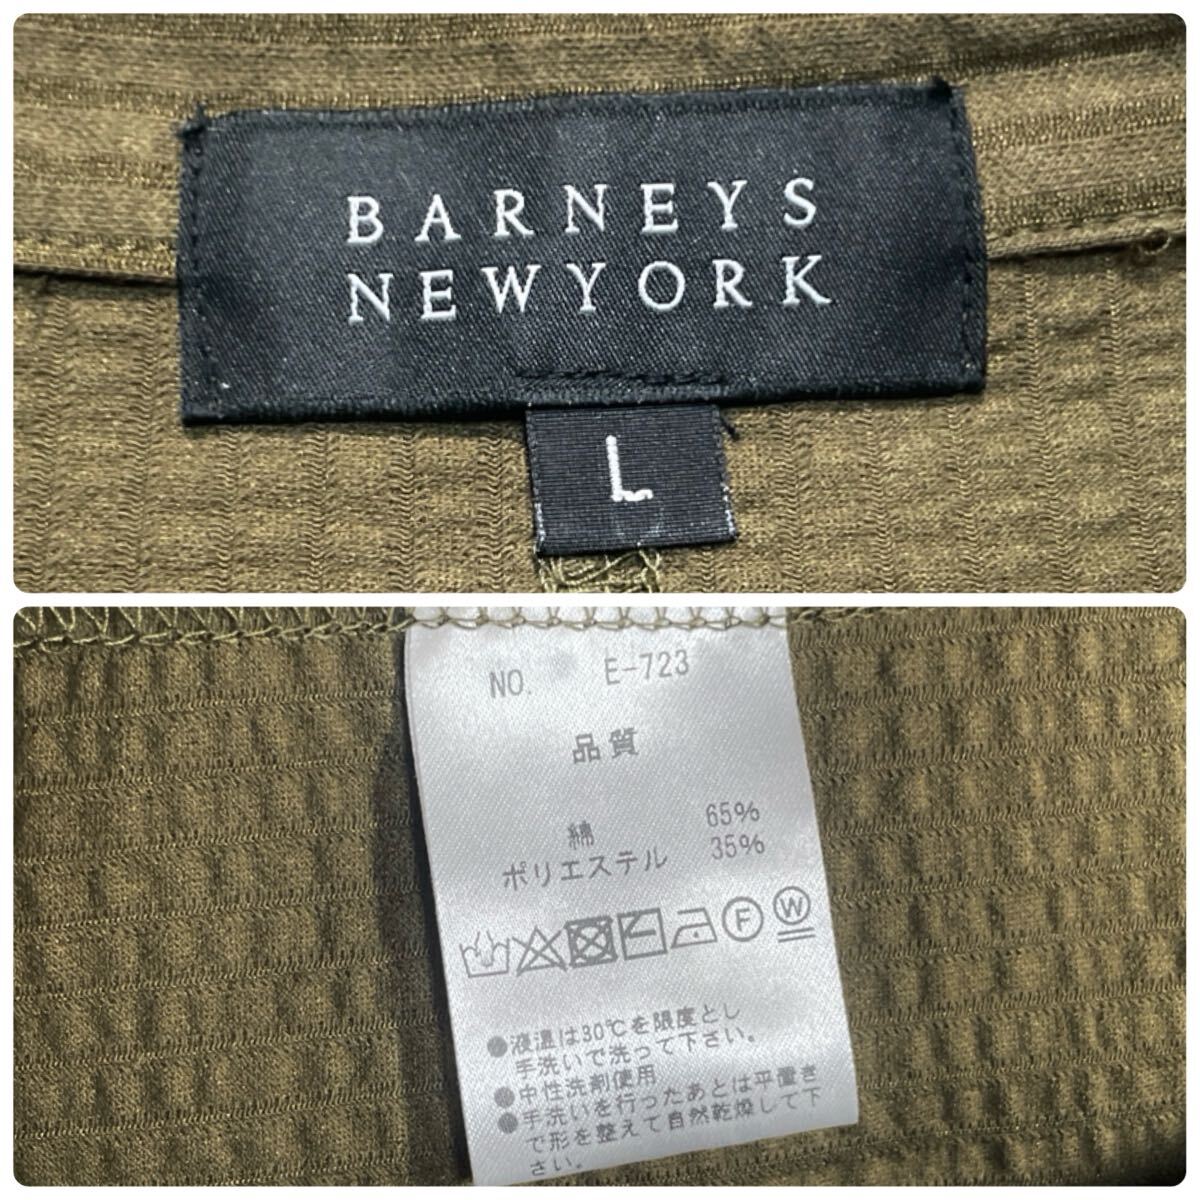 BARNEYS
NEWYORK
L
NO. E-723
品質
綿 65%
ポリエステル 35%
F
W
●液温は30℃を限度とし
手洗いで洗って下さい。
●中性洗剤使用
●手洗いを行ったあとは平置き
で形を整えて自然乾燥して下
さい。